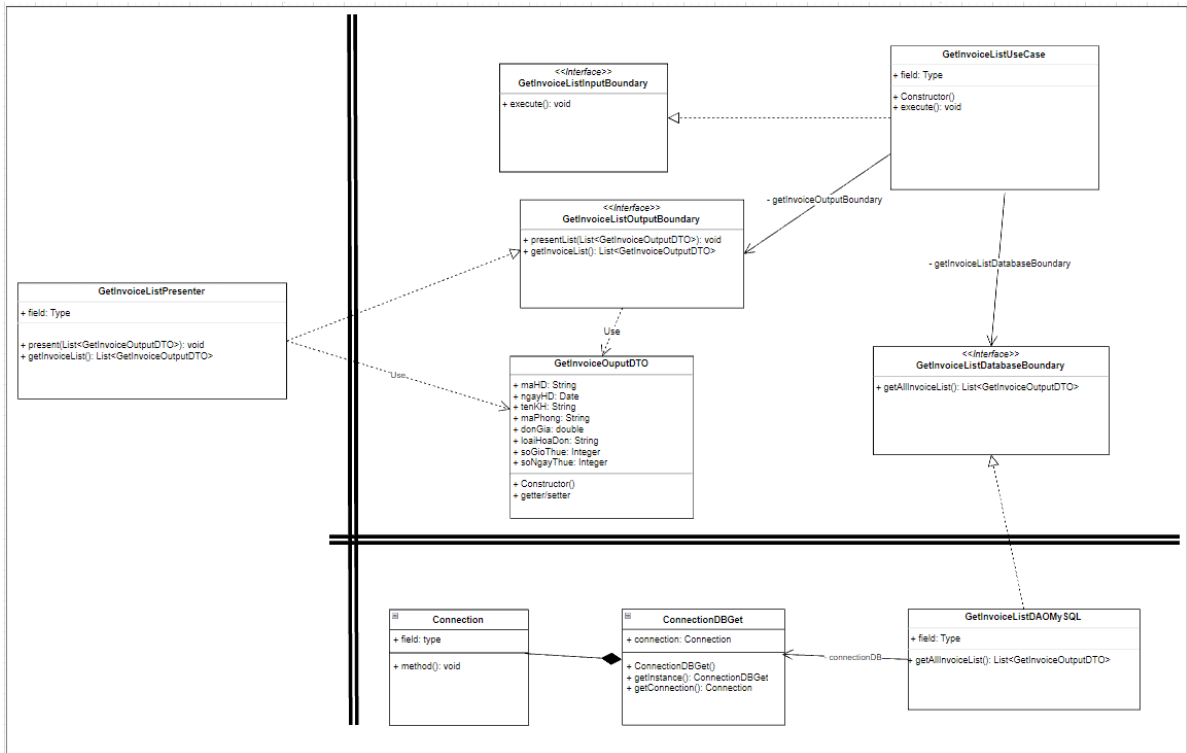 <<Interface>>
GetInvoiceListInputBoundary
+ execute(): void
GetInvoiceListUseCase
+ field: Type
+ Constructor()
+ execute(): void
- getInvoiceOutputBoundary
<<Interface>>
GetInvoiceListOutputBoundary
+ presentList(List<GetInvoiceOutputDTO>): void
+ getInvoiceList(): List<GetInvoiceOutputDTO>
- getInvoiceListDatabaseBoundary
GetInvoiceListPresenter
+ field: Type
+ present(List<GetInvoiceOutputDTO>): void
+ getInvoiceList(): List<GetInvoiceOutputDTO>
Use
Use
GetInvoiceOuputDTO
+ maHD: String
+ ngayHD: Date
+ tenKH: String
+ maPhong: String
+ donGia: double
+ loaiHoaDon: String
+ soGioThue: Integer
+ soNgayThue: Integer
+ Constructor()
+ getter/setter
<<Interface>>
GetInvoiceListDatabaseBoundary
+ getAllInvoiceList(): List<GetInvoiceOutputDTO>
Connection
+ field: type
+ method(): void
ConnectionDBGet
+ connection: Connection
+ ConnectionDBGet()
+ getInstance(): ConnectionDBGet
+ getConnection(): Connection
connectionDB
GetInvoiceListDAOMySQL
+ field: Type
+ getAllInvoiceList(): List<GetInvoiceOutputDTO>